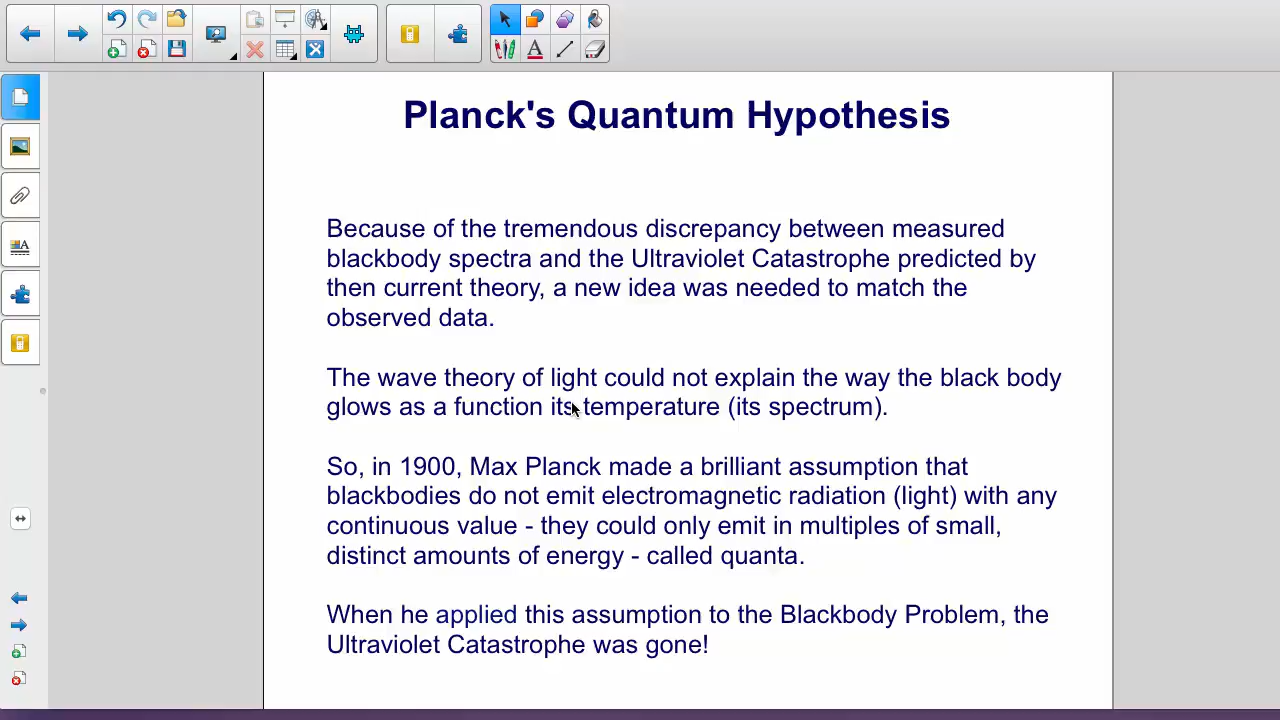 Planck's Quantum Hypothesis
Because of the tremendous discrepancy between measured
blackbody spectra and the Ultraviolet Catastrophe predicted by
then current theory, a new idea was needed to match the
observed data.
The wave theory of light could not explain the way the black body
glows as a function its temperature (its spectrum).
So, in 1900, Max Planck made a brilliant assumption that
blackbodies do not emit electromagnetic radiation (light) with any
continuous value - they could only emit in multiples of small,
distinct amounts of energy - called quanta.
When he applied this assumption to the Blackbody Problem, the
Ultraviolet Catastrophe was gone!